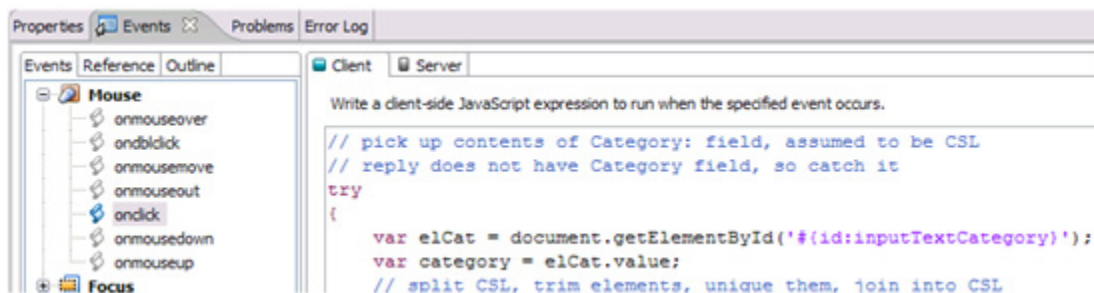 Properties Events Problems Error Log
Events Reference Outline
Client Server
Mouse
onmouseover
ondblclick
onmousemove
onmouseout
onclick
onmousedown
onmouseup
Focus
Write a client-side JavaScript expression to run when the specified event occurs.
// pick up contents of Category: field, assumed to be CSL
// reply does not have Category field, so catch it
try
{
var elCat = document.getElementById('#{id:inputTextCategory}');
var category = elCat.value;
// split CSL, trim elements, unique them, join into CSL